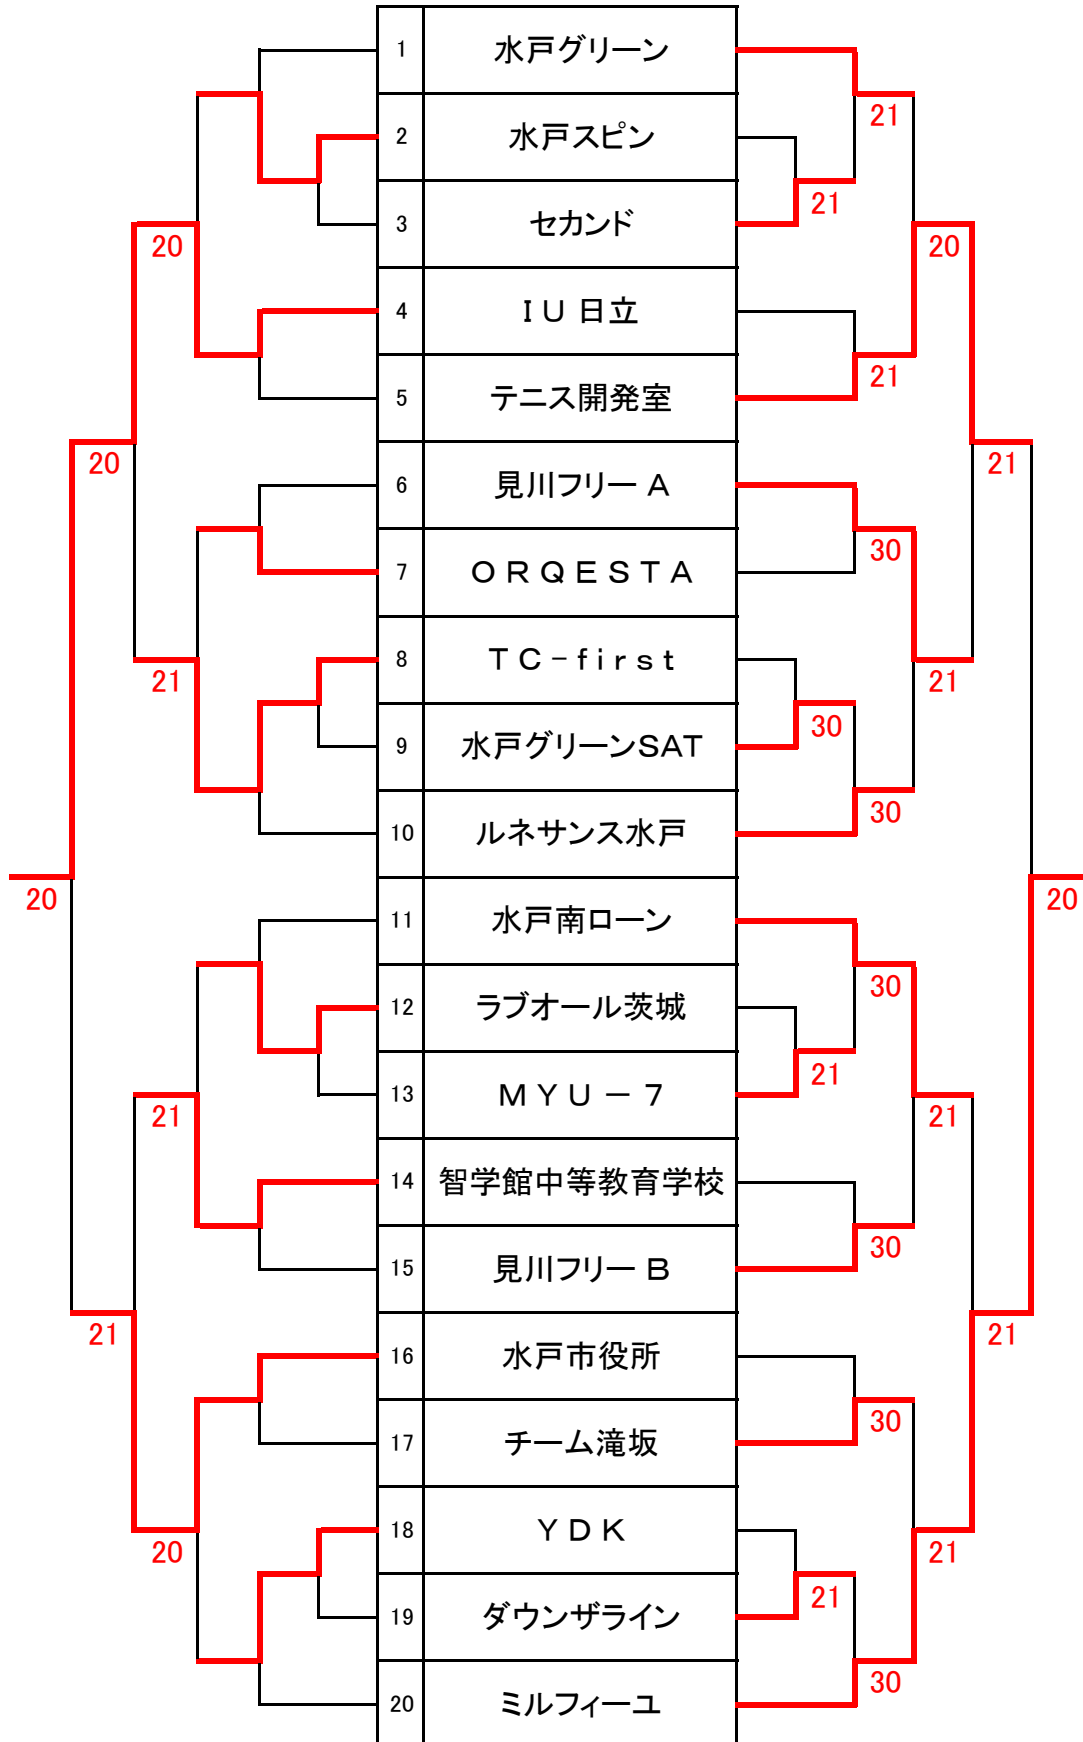 1 水戸グリーン
21
2 水戸スピン
21
3 セカンド
20 20
4 IU日立
21
5 テニス開発室
20 21
6 見川フリーA
30
7 ORQESTA
8 TC-first
21 21
30
9 水戸グリーンSAT
30
10 ルネサンス水戸
20 20
11 水戸南ローン
30
12 ラブオール茨城
21
13 MYU-7
21 21
14 智学館中等教育学校
30
15 見川フリーB
21 21
16 水戸市役所
30
17 チーム滝坂
18 YDK
20 21
21
19 ダウンザライン
30
20 ミルフィーユ